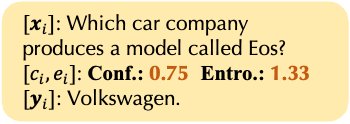 [x_i]: Which car company
produces a model called Eos?
[c_i, e_i]: Conf.: 0.75 Entro.: 1.33
[y_i]: Volkswagen.